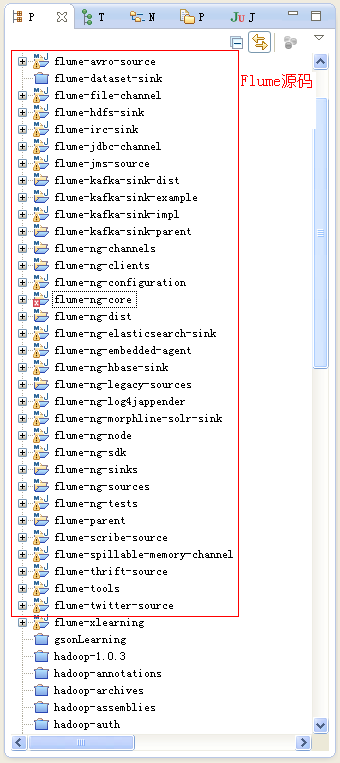 P T N P J
flume-avro-source
flume-dataset-sink
Flume源码
flume-file-channel
flume-hdfs-sink
flume-irc-sink
flume-jdbc-channel
flume-jms-source
flume-kafka-sink-dist
flume-kafka-sink-example
flume-kafka-sink-impl
flume-kafka-sink-parent
flume-ng-channels
flume-ng-clients
flume-ng-configuration
flume-ng-core
flume-ng-dist
flume-ng-elasticsearch-sink
flume-ng-embedded-agent
flume-ng-hbase-sink
flume-ng-legacy-sources
flume-ng-log4jappender
flume-ng-morphline-solr-sink
flume-ng-node
flume-ng-sdk
flume-ng-sinks
flume-ng-sources
flume-ng-tests
flume-parent
flume-scribe-source
flume-spillable-memory-channel
flume-thrift-source
flume-tools
flume-twitter-source
flume-xlearning
gsonLearning
hadoop-1.0.3
hadoop-annotations
hadoop-archives
hadoop-assemblies
hadoop-auth